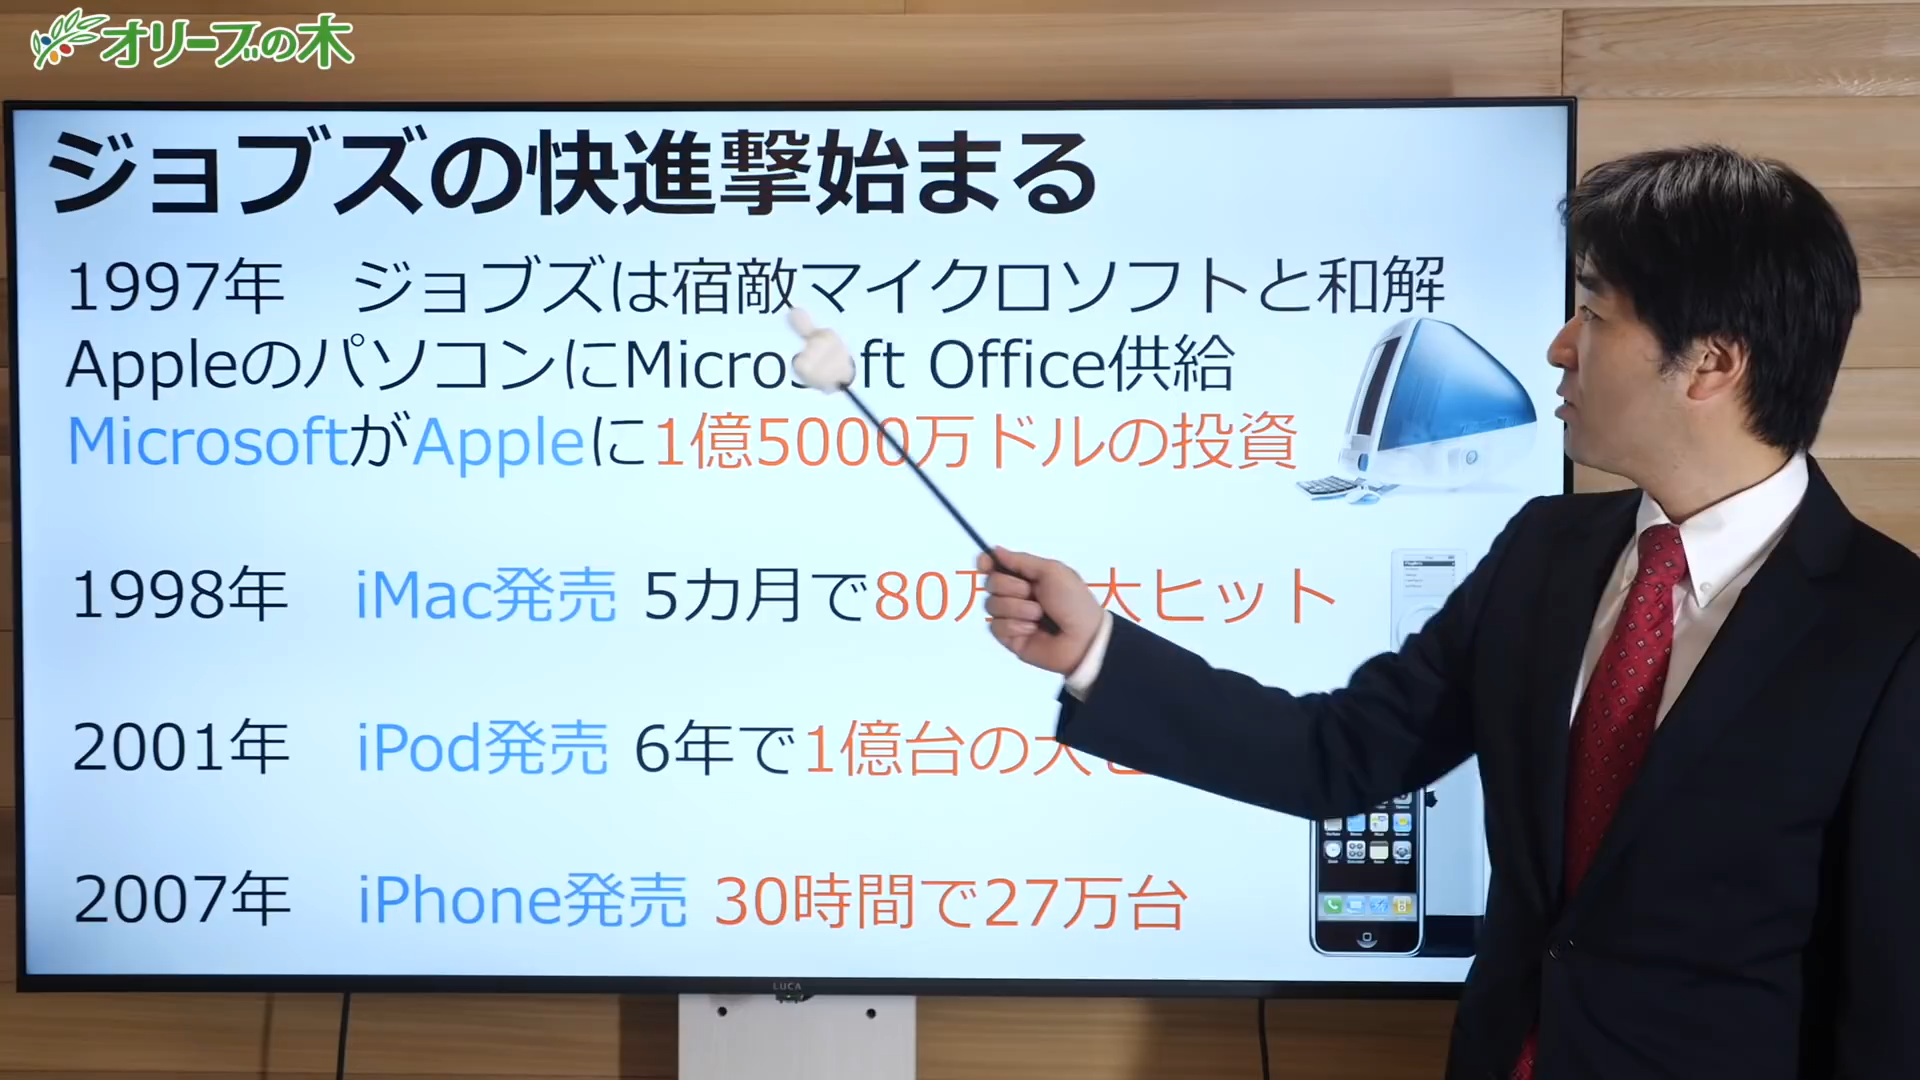 オリーブの木
ジョブズの快進撃始まる
1997年 ジョブズは宿敵マイクロソフトと和解
AppleのパソコンにMicrosoft Office供給
MicrosoftがAppleに1億5000万ドルの投資
1998年 iMac発売 5カ月で80万 大ヒット
2001年 iPod発売 6年で1億台の大
2007年 iPhone発売 30時間で27万台
LUCA